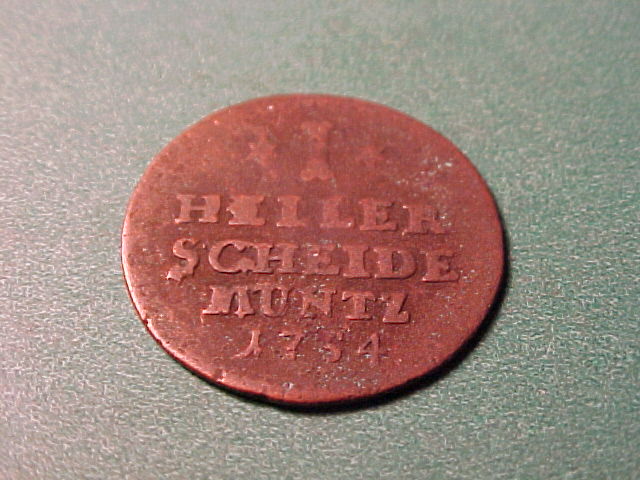 * I *
HELLER
SCHEIDE
MUNTZ
1754